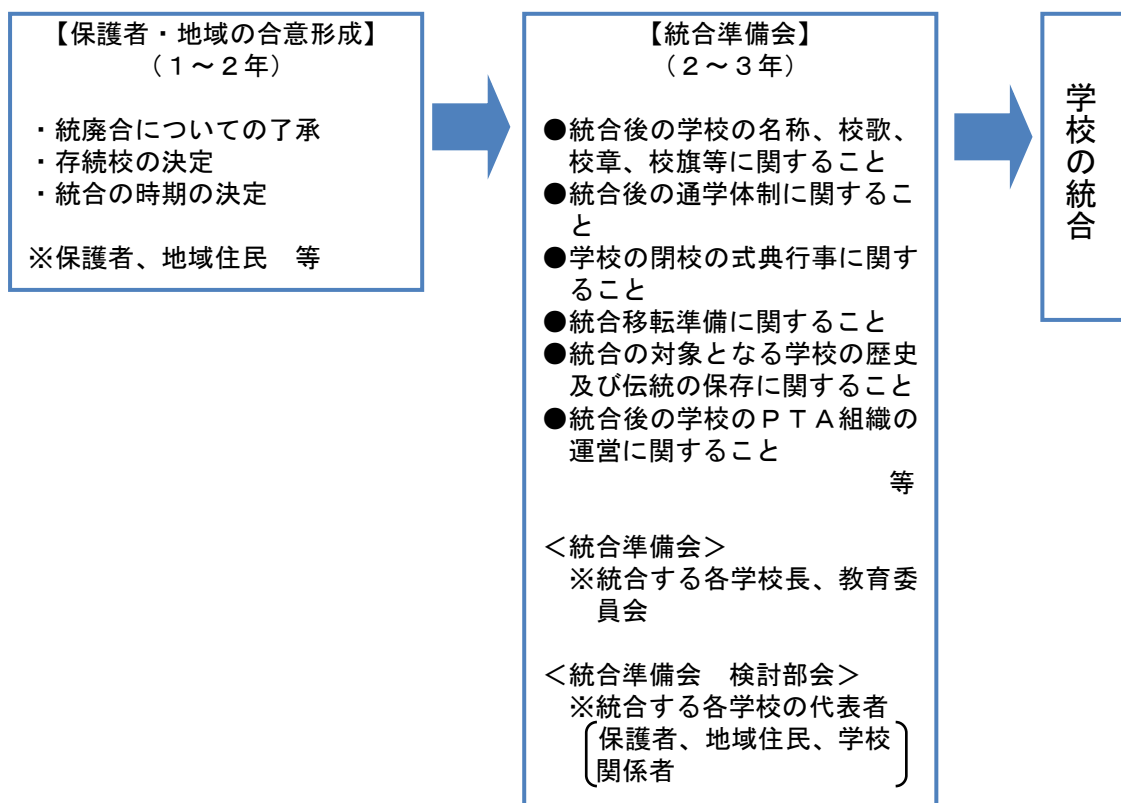 【保護者・地域の合意形成】
（１～２年）
・統廃合についての了承
・存続校の決定
・統合の時期の決定
※保護者、地域住民　等
【統合準備会】
（２～３年）
●統合後の学校の名称、校歌、
校章、校旗等に関すること
●統合後の通学体制に関するこ
と
●学校の閉校の式典行事に関す
ること
●統合移転準備に関すること
●統合の対象となる学校の歴史
及び伝統の保存に関すること
●統合後の学校のＰＴＡ組織の
運営に関すること
等
＜統合準備会＞
※統合する各学校長、教育委
員会
＜統合準備会　検討部会＞
※統合する各学校の代表者
保護者、地域住民、学校
関係者
学校の統合